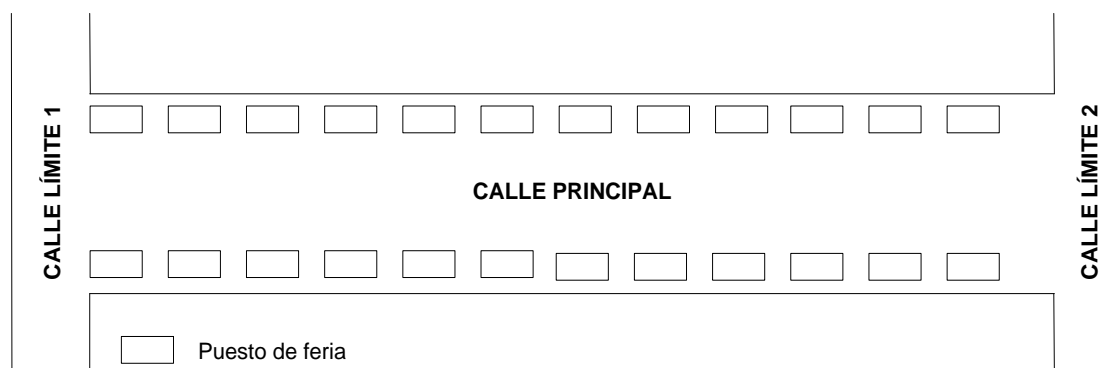 CALLE LÍMITE 1
CALLE PRINCIPAL
CALLE LÍMITE 2
Puesto de feria